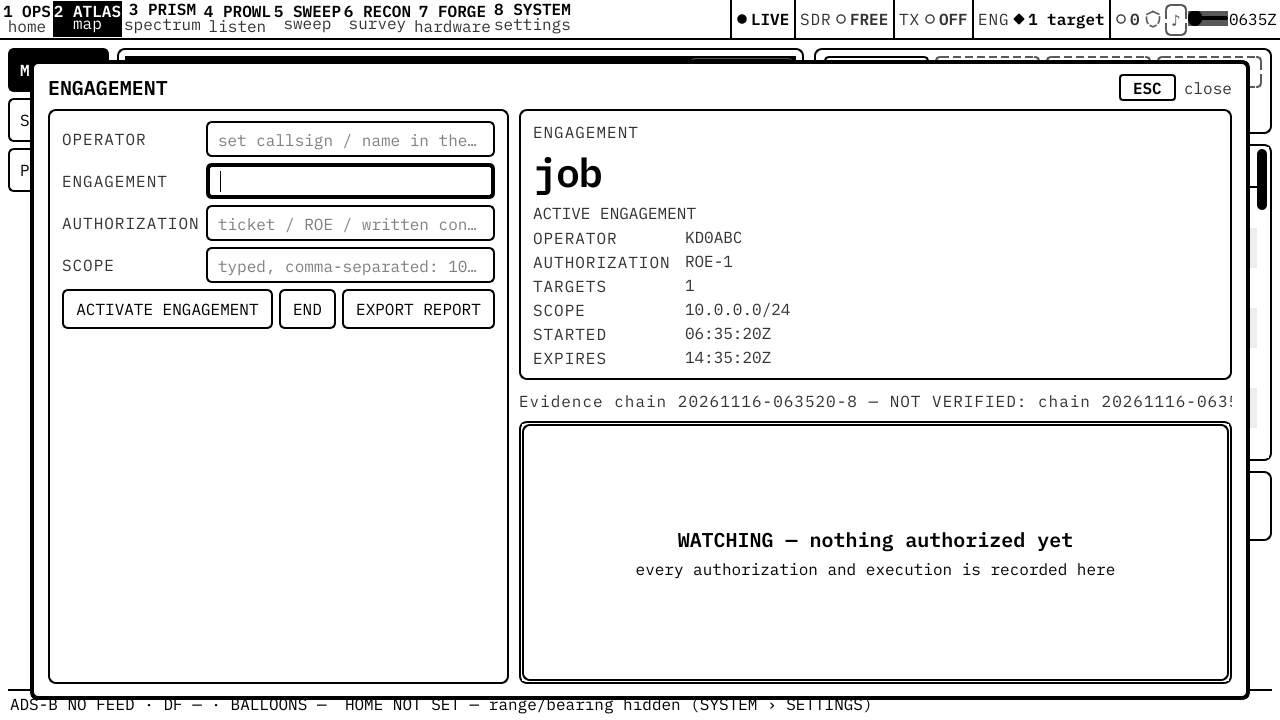 1 OPS 2 ATLAS 3 PRISM 4 PROWL 5 SWEEP 6 RECON 7 FORGE 8 SYSTEM
home map spectrum listen sweep survey hardware settings
LIVE SDR FREE TX OFF ENG 1 target 0 ♪ 0635Z
M
S
P
ENGAGEMENT
ESC close
OPERATOR set callsign / name in the…
ENGAGEMENT
AUTHORIZATION ticket / ROE / written con…
SCOPE typed, comma-separated: 10…
ACTIVATE ENGAGEMENT END EXPORT REPORT
ENGAGEMENT
job
ACTIVE ENGAGEMENT
OPERATOR KD0ABC
AUTHORIZATION ROE-1
TARGETS 1
SCOPE 10.0.0.0/24
STARTED 06:35:20Z
EXPIRES 14:35:20Z
Evidence chain 20261116-063520-8 — NOT VERIFIED: chain 20261116-063
WATCHING — nothing authorized yet
every authorization and execution is recorded here
ADS-B NO FEED · DF — · BALLOONS — HOME NOT SET — range/bearing hidden (SYSTEM › SETTINGS)